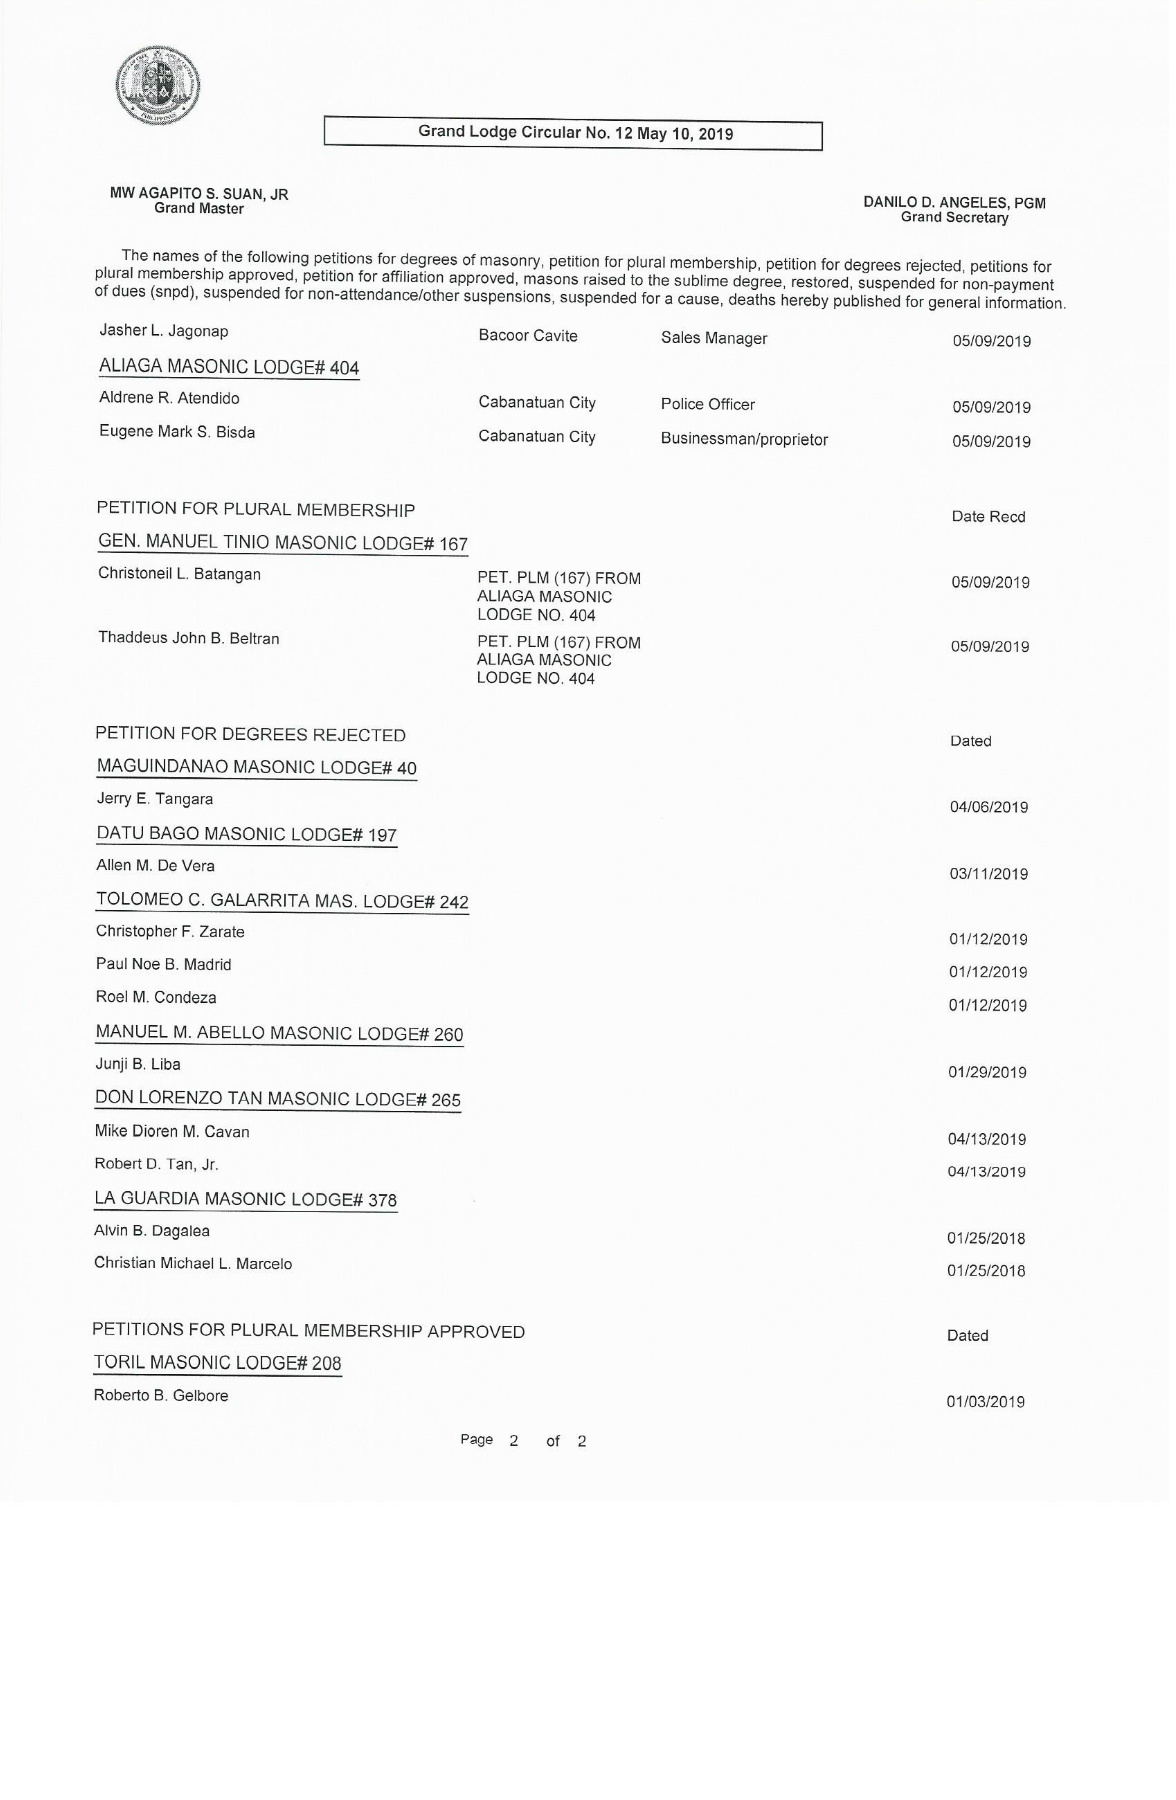 PHILIPPINES
Grand Lodge Circular No. 12 May 10, 2019
MW AGAPITO S. SUAN, JR
Grand Master
DANILO D. ANGELES, PGM
Grand Secretary
The names of the following petitions for degrees of masonry, petition for plural membership, petition for degrees rejected, petitions for
plural membership approved, petition for affiliation approved, masons raised to the sublime degree, restored, suspended for non-payment
of dues (snpd), suspended for non-attendance/other suspensions, suspended for a cause, deaths hereby published for general information.
Jasher L. Jagonap Bacoor Cavite Sales Manager 05/09/2019
ALIAGA MASONIC LODGE# 404
Aldrene R. Atendido Cabanatuan City Police Officer 05/09/2019
Eugene Mark S. Bisda Cabanatuan City Businessman/proprietor 05/09/2019
PETITION FOR PLURAL MEMBERSHIP Date Recd
GEN. MANUEL TINIO MASONIC LODGE# 167
Christoneil L. Batangan PET. PLM (167) FROM 05/09/2019
ALIAGA MASONIC
LODGE NO. 404
Thaddeus John B. Beltran PET. PLM (167) FROM 05/09/2019
ALIAGA MASONIC
LODGE NO. 404
PETITION FOR DEGREES REJECTED Dated
MAGUINDANAO MASONIC LODGE# 40
Jerry E. Tangara 04/06/2019
DATU BAGO MASONIC LODGE# 197
Allen M. De Vera 03/11/2019
TOLOMEO C. GALARRITA MAS. LODGE# 242
Christopher F. Zarate 01/12/2019
Paul Noe B. Madrid 01/12/2019
Roel M. Condeza 01/12/2019
MANUEL M. ABELLO MASONIC LODGE# 260
Junji B. Liba 01/29/2019
DON LORENZO TAN MASONIC LODGE# 265
Mike Dioren M. Cavan 04/13/2019
Robert D. Tan, Jr. 04/13/2019
LA GUARDIA MASONIC LODGE# 378
Alvin B. Dagalea 01/25/2018
Christian Michael L. Marcelo 01/25/2018
PETITIONS FOR PLURAL MEMBERSHIP APPROVED Dated
TORIL MASONIC LODGE# 208
Roberto B. Gelbore 01/03/2019
Page 2 of 2